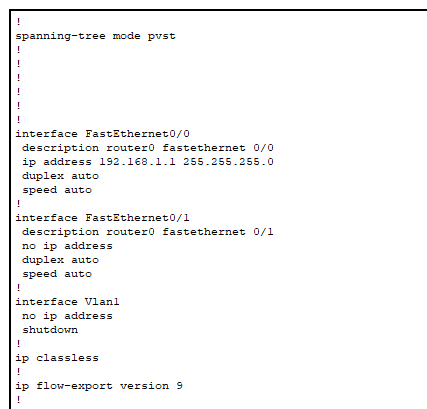 !
spanning-tree mode pvst
!
!
!
!
!
!
interface FastEthernet0/0
 description router0 fastethernet 0/0
 ip address 192.168.1.1 255.255.255.0
 duplex auto
 speed auto
!
interface FastEthernet0/1
 description router0 fastethernet 0/1
 no ip address
 duplex auto
 speed auto
!
interface Vlan1
 no ip address
 shutdown
!
ip classless
!
ip flow-export version 9
!